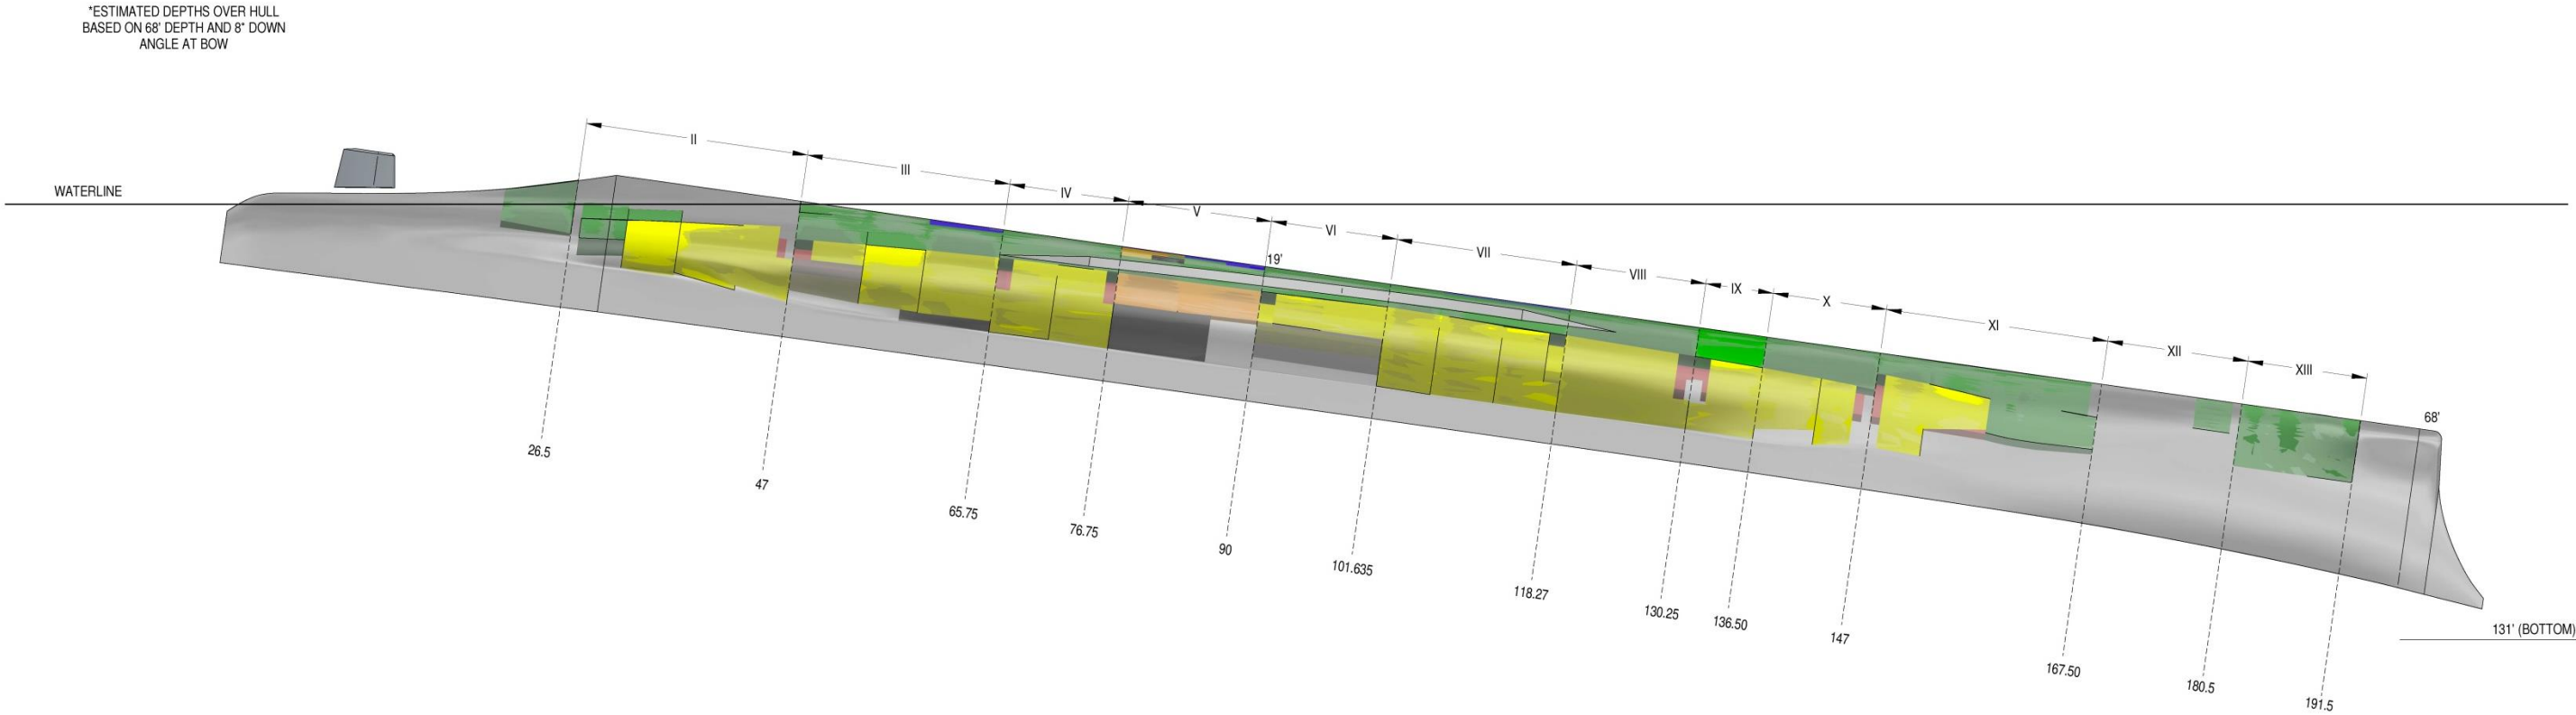 *ESTIMATED DEPTHS OVER HULL
BASED ON 68' DEPTH AND 8° DOWN
ANGLE AT BOW
WATERLINE
II
III
IV
V
VI
VII
VIII
IX
X
XI
XII
XIII
19'
68'
131' (BOTTOM)
26.5
47
65.75
76.75
90
101.635
118.27
130.25
136.50
147
167.50
180.5
191.5